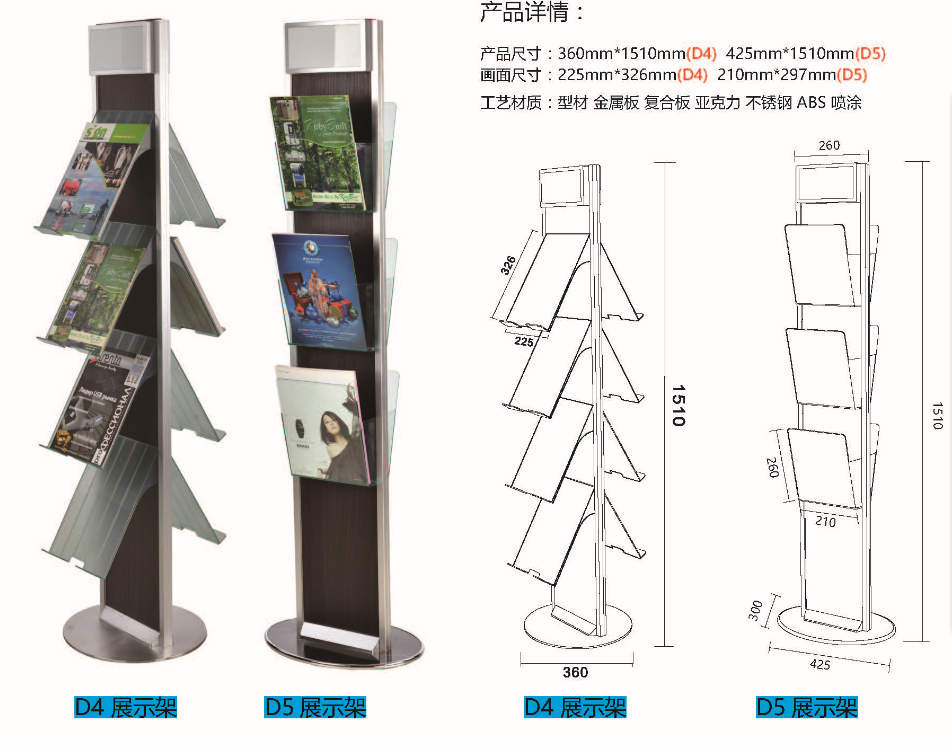 产品详情：
产品尺寸：360mm*1510mm(D4) 425mm*1510mm(D5)
画面尺寸：225mm*326mm(D4) 210mm*297mm(D5)
工艺材质：型材 金属板 复合板 亚克力 不锈钢 ABS 喷涂
260
326
225
1510
1510
260
210
300
360
425
sign
ПРОФЕССИОНАЛ
D4 展示架
D5 展示架
D4 展示架
D5 展示架